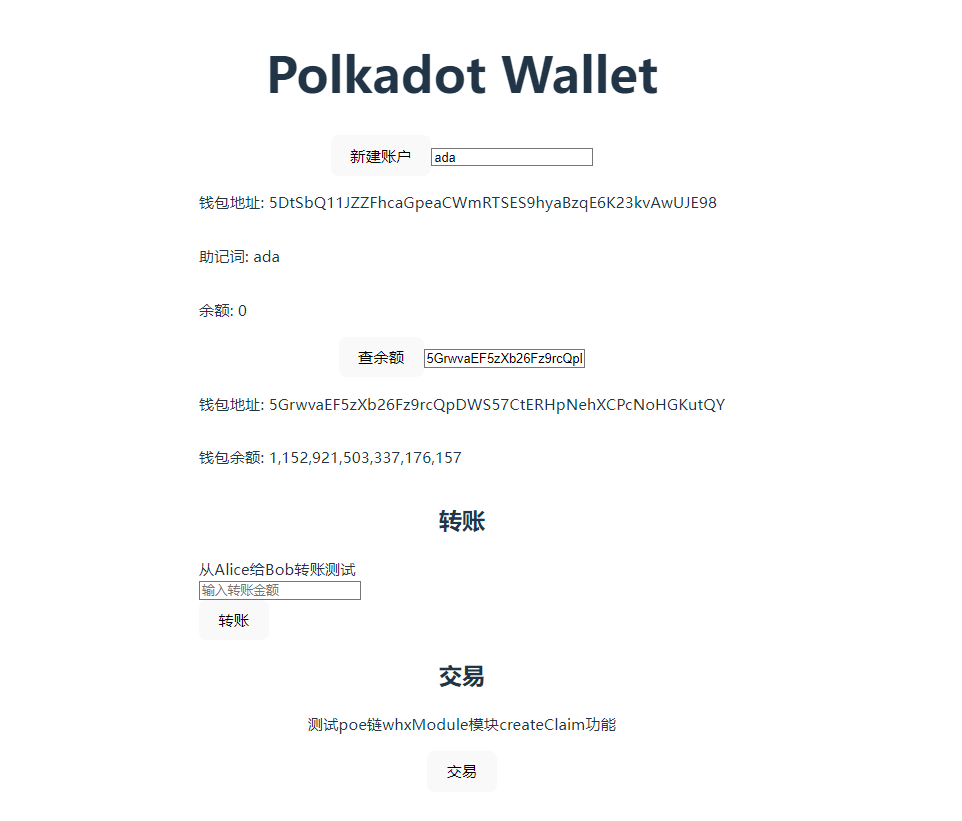 Polkadot Wallet
新建账户 ada
钱包地址: 5DtSbQ11JZZFhcaGpeaCWmRTSES9hyaBzqE6K23kvAwUJE98
助记词: ada
余额: 0
查余额 5GrwvaEF5zXb26Fz9rcQpl
钱包地址: 5GrwvaEF5zXb26Fz9rcQpDWS57CtERHpNehXCPcNoHGKutQY
钱包余额: 1,152,921,503,337,176,157
转账
从Alice给Bob转账测试
输入转账金额
转账
交易
测试poe链whxModule模块createClaim功能
交易